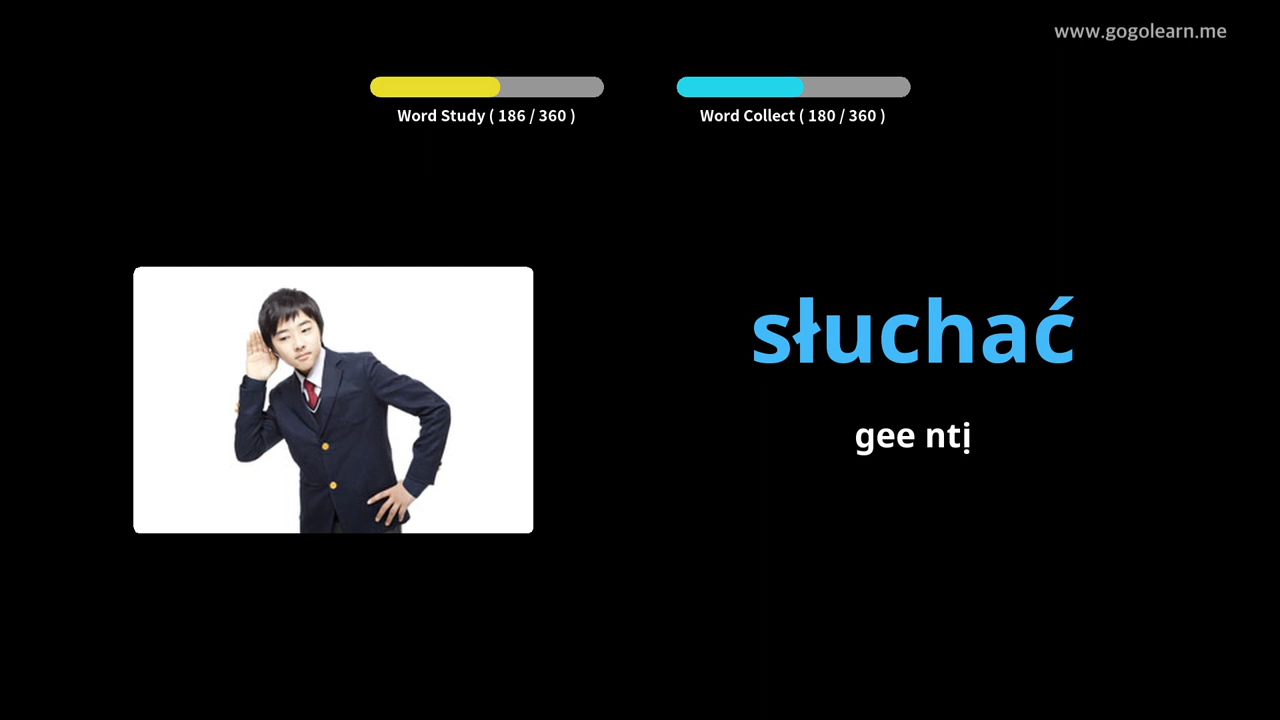 www.gogolearn.me
Word Study ( 186 / 360 )
Word Collect ( 180 / 360 )
słuchać
gee ntị